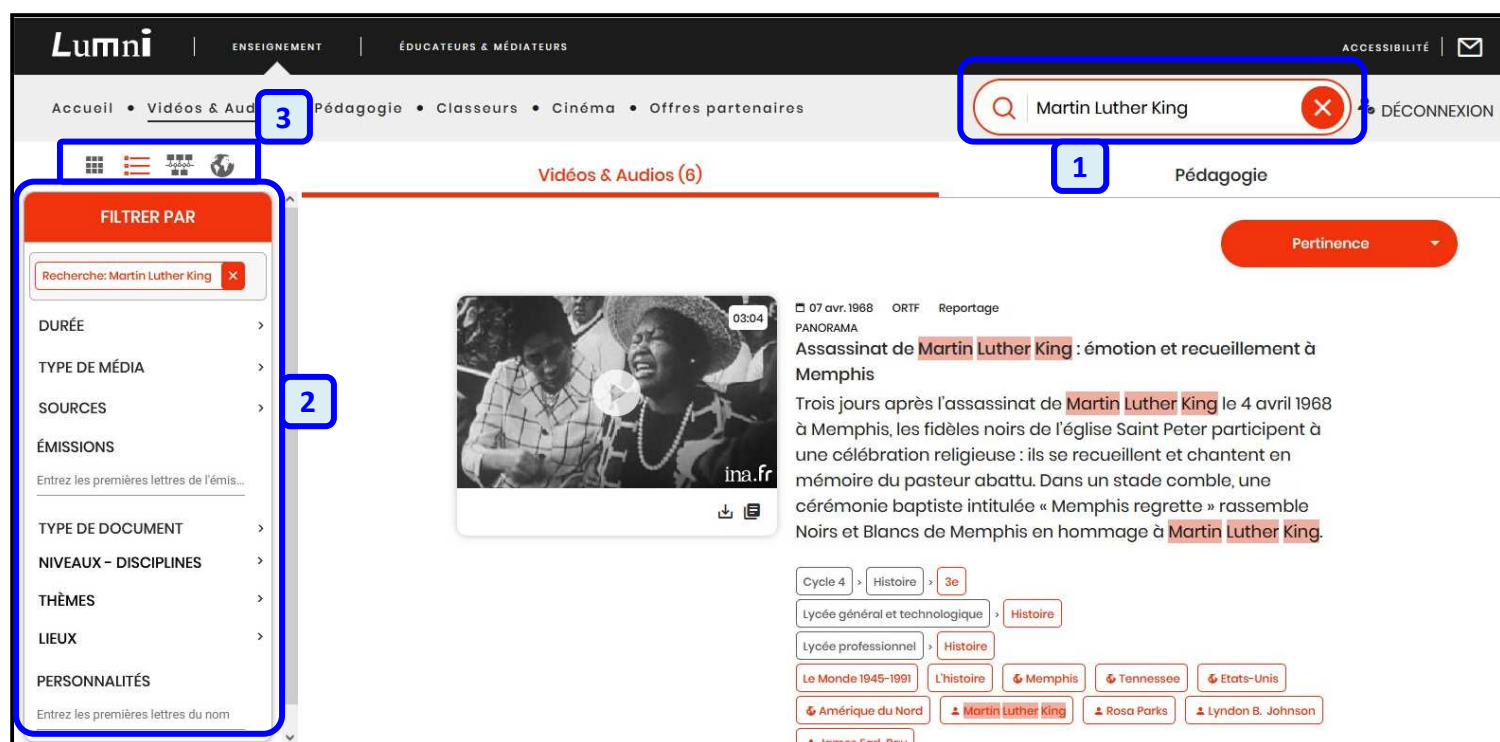 Lumni | ENSEIGNEMENT | ÉDUCATEURS & MÉDIATEURS ACCESSIBILITÉ |
Accueil • Vidéos & Aud Pédagogie • Classeurs • Cinéma • Offres partenaires
Martin Luther King
DÉCONNEXION
3
1
Vidéos & Audios (6)
Pédagogie
FILTRER PAR
Recherche: Martin Luther King
DURÉE
TYPE DE MÉDIA
SOURCES
ÉMISSIONS
Entrez les premières lettres de l'émis...
TYPE DE DOCUMENT
NIVEAUX - DISCIPLINES
THÈMES
LIEUX
PERSONNALITÉS
Entrez les premières lettres du nom
2
Pertinence
03:04
ina.fr
07 avr. 1968 ORTF Reportage
PANORAMA
Assassinat de Martin Luther King : émotion et recueillement à
Memphis
Trois jours après l'assassinat de Martin Luther King le 4 avril 1968
à Memphis, les fidèles noirs de l'église Saint Peter participent à
une célébration religieuse : ils se recueillent et chantent en
mémoire du pasteur abattu. Dans un stade comble, une
cérémonie baptiste intitulée « Memphis regrette » rassemble
Noirs et Blancs de Memphis en hommage à Martin Luther King.
Cycle 4 › Histoire › 3e
Lycée général et technologique › Histoire
Lycée professionnel › Histoire
Le Monde 1945-1991 L'histoire Memphis Tennessee Etats-Unis
Amérique du Nord Martin Luther King Rosa Parks Lyndon B. Johnson
James Earl Ray